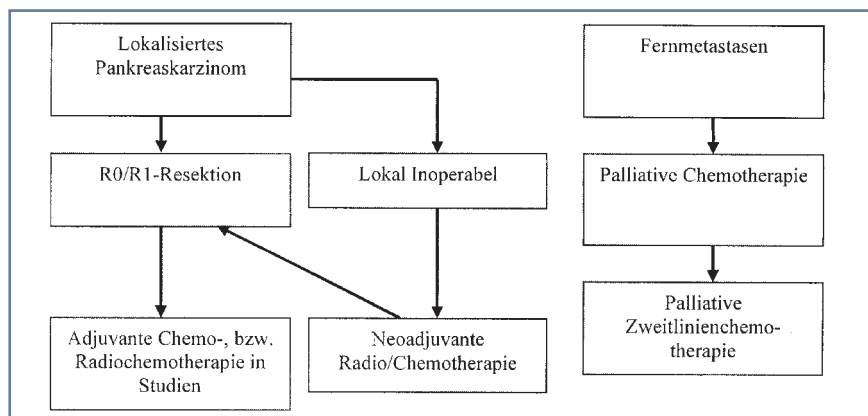 Lokalisiertes
Pankreaskarzinom
Fernmetastasen
R0/R1-Resektion
Lokal Inoperabel
Palliative Chemotherapie
Adjuvante Chemo-, bzw.
Radiochemotherapie in
Studien
Neoadjuvante
Radio/Chemotherapie
Palliative
Zweitlinienchemo-
therapie